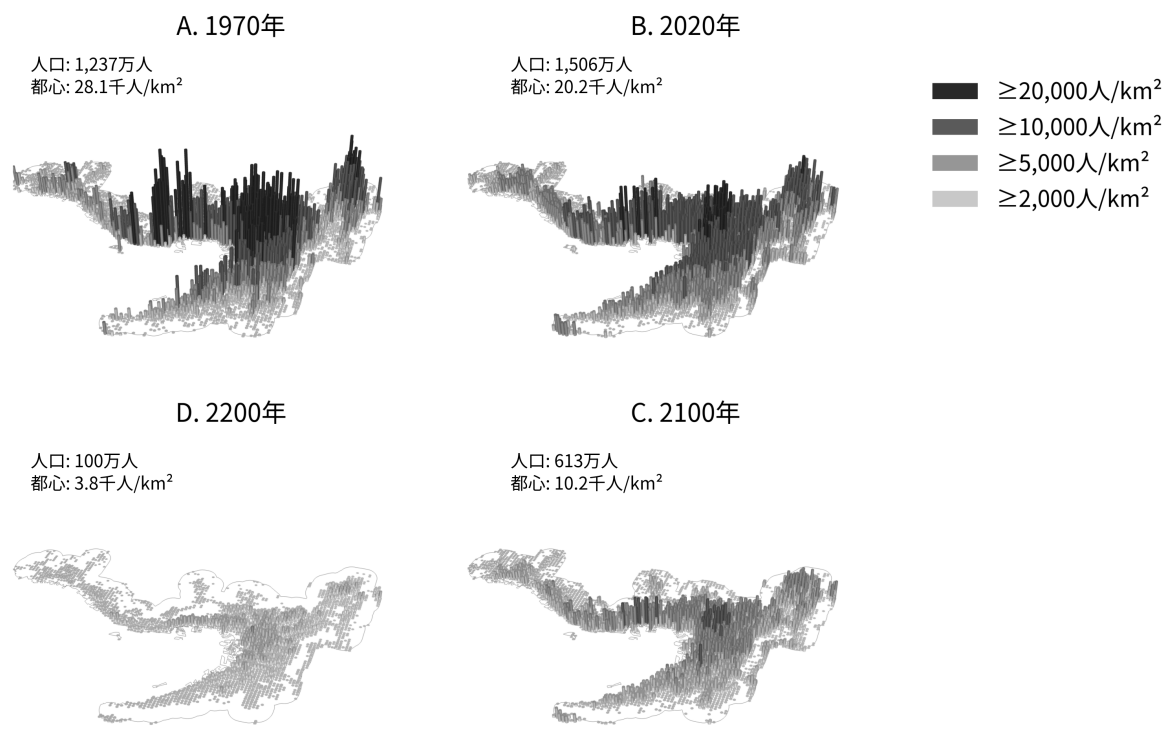 A. 1970年
人口: 1,237万人
都心: 28.1千人/km²
B. 2020年
人口: 1,506万人
都心: 20.2千人/km²
≥20,000人/km²
≥10,000人/km²
≥5,000人/km²
≥2,000人/km²
D. 2200年
人口: 100万人
都心: 3.8千人/km²
C. 2100年
人口: 613万人
都心: 10.2千人/km²